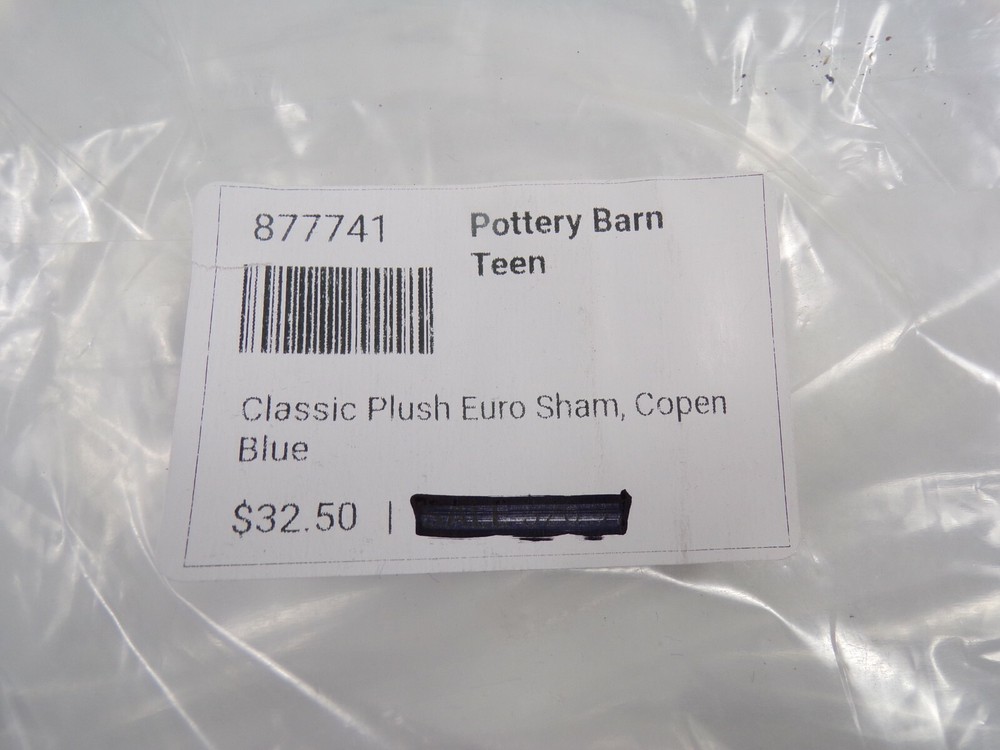 877741
Pottery Barn
Teen
Classic Plush Euro Sham, Copen
Blue
$32.50 |